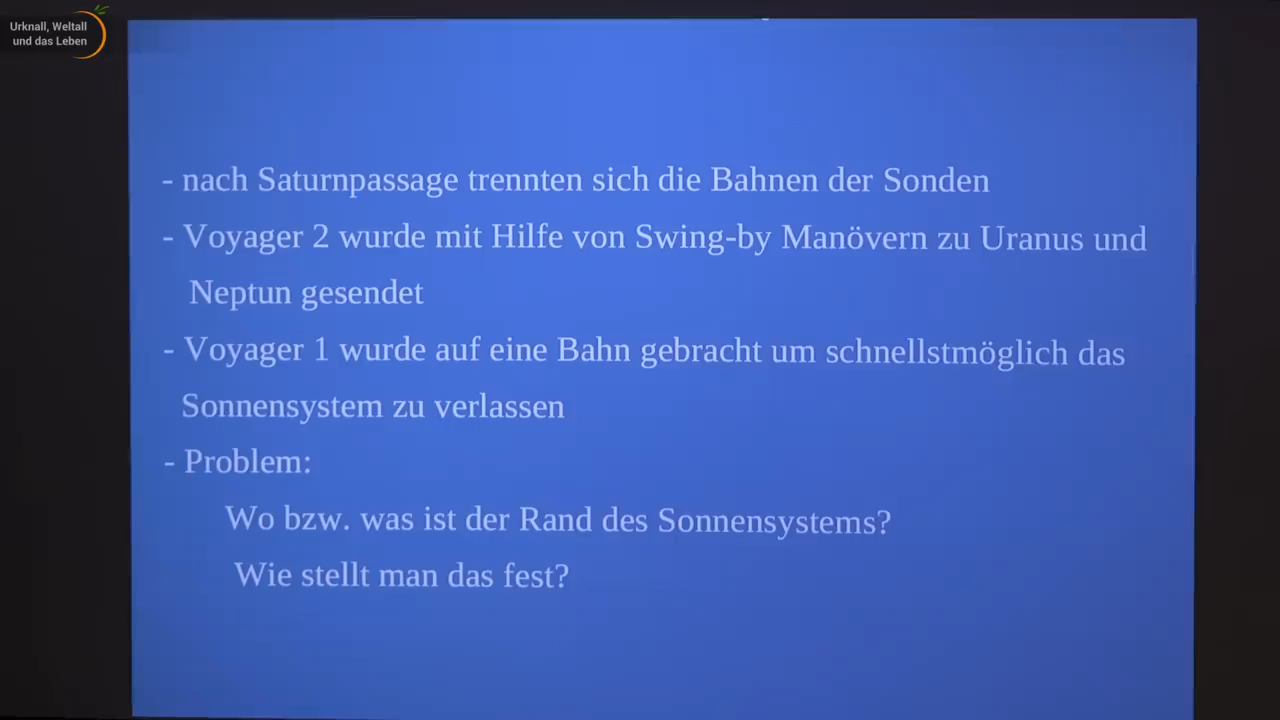 Urknall, Weltall
und das Leben
- nach Saturnpassage trennten sich die Bahnen der Sonden
- Voyager 2 wurde mit Hilfe von Swing-by Manövern zu Uranus und
Neptun gesendet
- Voyager 1 wurde auf eine Bahn gebracht um schnellstmöglich das
Sonnensystem zu verlassen
- Problem:
Wo bzw. was ist der Rand des Sonnensystems?
Wie stellt man das fest?